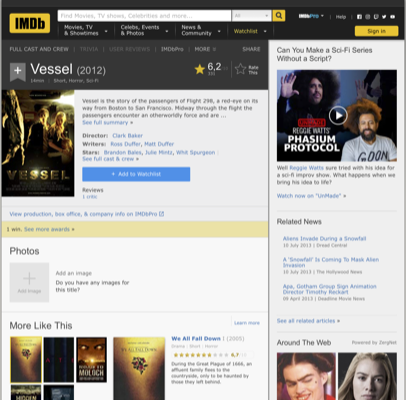 IMDb
Find Movies, TV shows, Celebrities and more...
All
IMDbPro
Help
Movies, TV & Showtimes
Celebs, Events & Photos
News & Community
Watchlist
Sign in
FULL CAST AND CREW
TRIVIA
USER REVIEWS
IMDbPro
MORE
SHARE
Vessel (2012)
14min | Short, Horror, Sci-Fi
6,2
Rate This
VESSEL
Vessel is the story of the passengers of Flight 298, a red-eye on its
way from Boston to San Francisco. Midway through the flight the
passengers encounter an otherworldly force and are ...
See full summary »
Director: Clark Baker
Writers: Ross Duffer, Matt Duffer
Stars: Brandon Bales, Julie Mintz, Whit Spurgeon
See full cast & crew »
+ Add to Watchlist
Reviews
1 critic
View production, box office, & company info on IMDbPro
1 win. See more awards »
Photos
Add Image
Add an image
Do you have any images for
this title?
More Like This
Learn more
MOLOCH
We All Fall Down I (2005)
Drama | Short | Horror
6,7
During the Great Plague of 1666, an
affluent family flees to the
countryside, only to be haunted by
those they left behind.
Can You Make a Sci-Fi Series
Without a Script?
REGGIE WATTS'
PHASIUM
PROTOCOL
Well Reggie Watts sure tried with his idea for
a sci-fi improv show. What happens when we
bring his idea to life?
Watch now on "UnMade" »
Related News
Aliens Invade During a Snowfall
10 July 2013 | Dread Central
A 'Snowfall' Is Coming To Mask Alien
Invasion
10 July 2013 | The Hollywood News
Apa, Gotham Group Sign Animation
Director Timothy Reckart
09 April 2013 | Deadline Movie News
See all related articles »
Around The Web
Powered by ZergNet